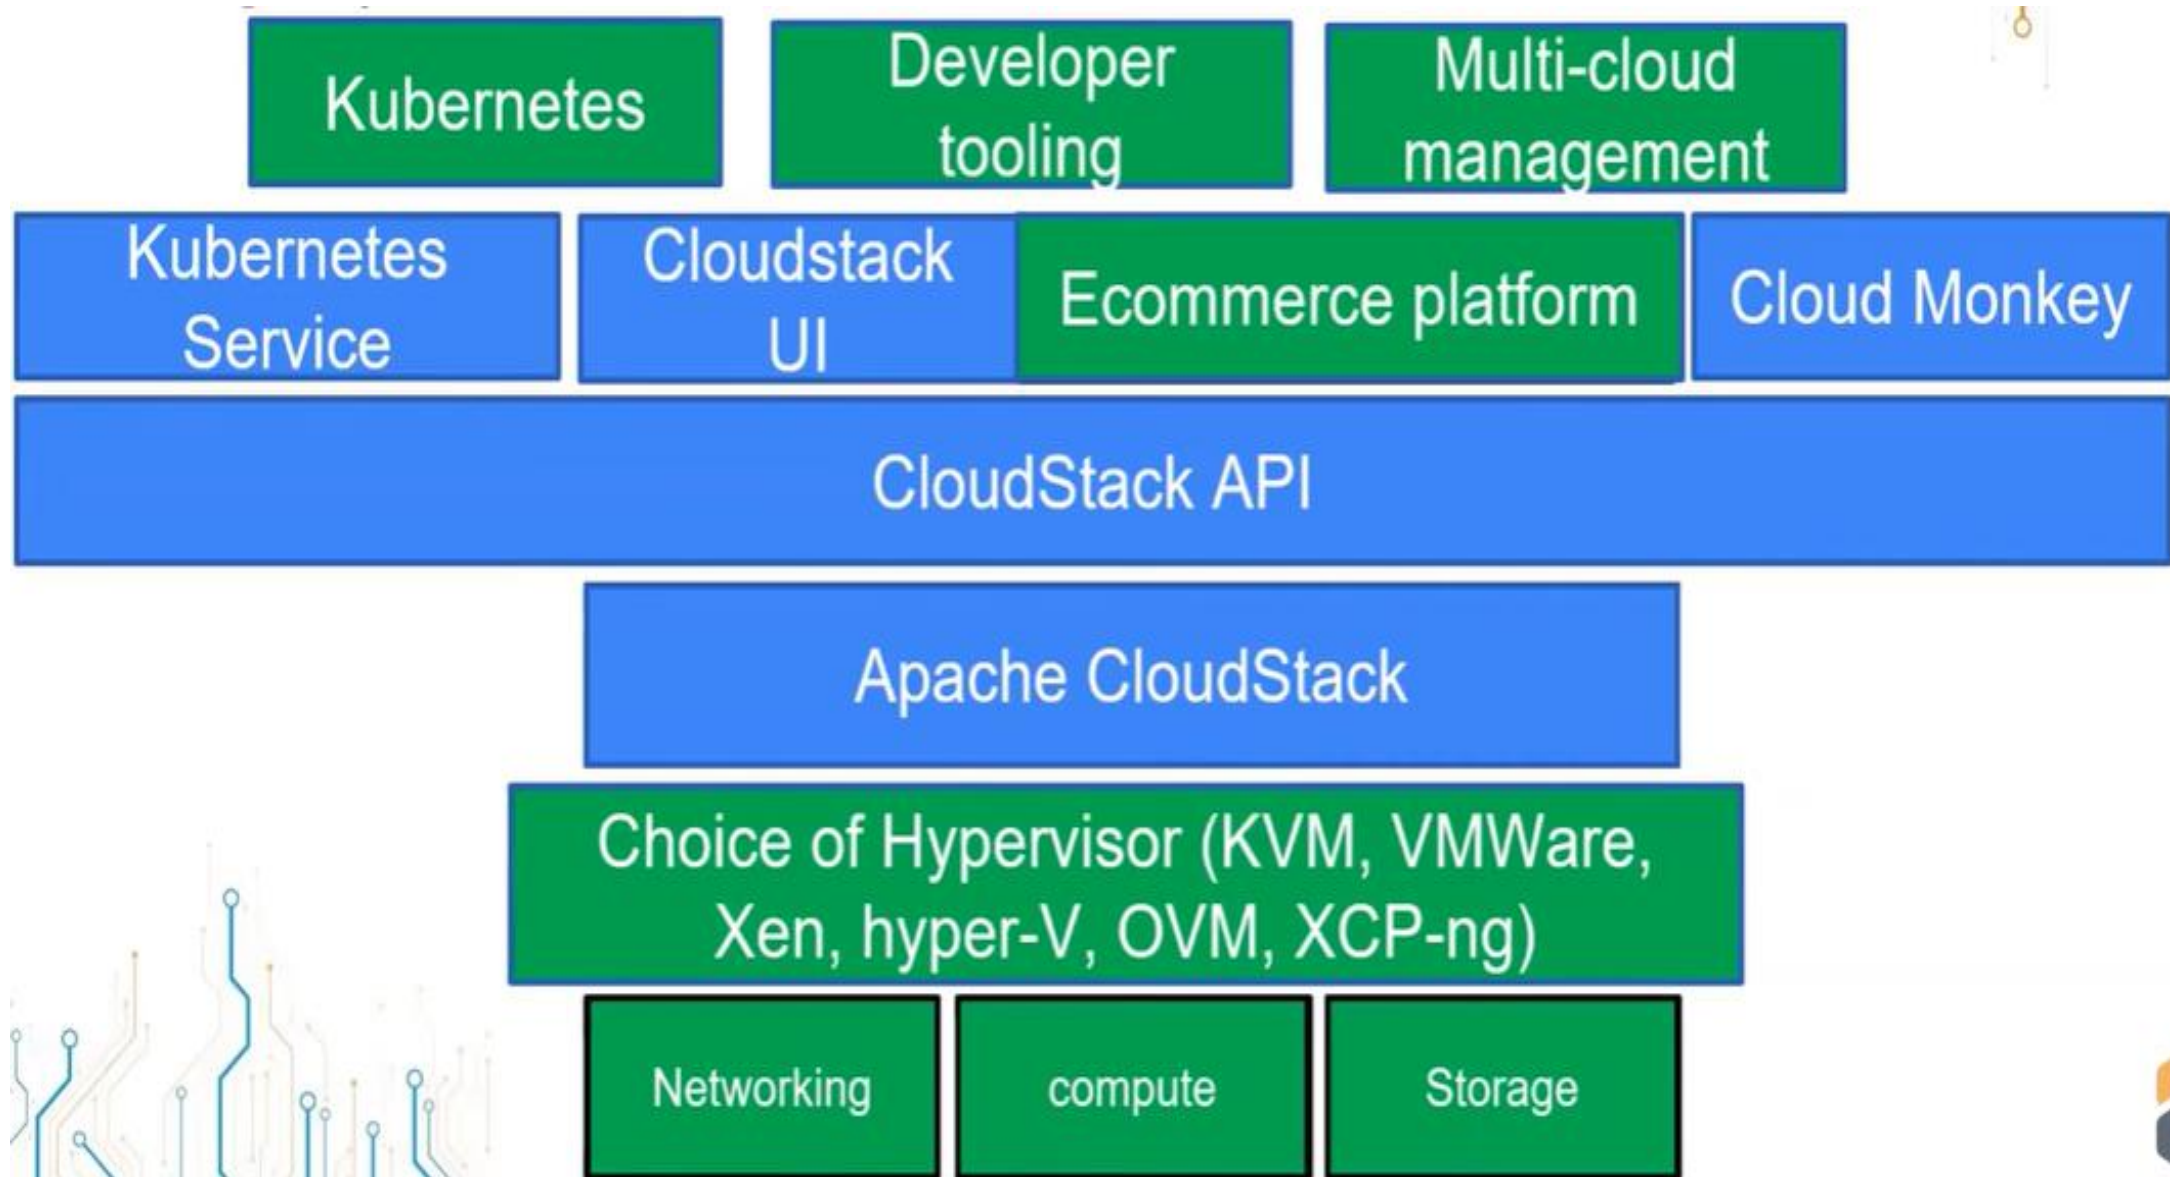 Kubernetes
Developer
tooling
Multi-cloud
management
Kubernetes
Service
Cloudstack
UI
Ecommerce platform
Cloud Monkey
CloudStack API
Apache CloudStack
Choice of Hypervisor (KVM, VMWare,
Xen, hyper-V, OVM, XCP-ng)
Networking
compute
Storage